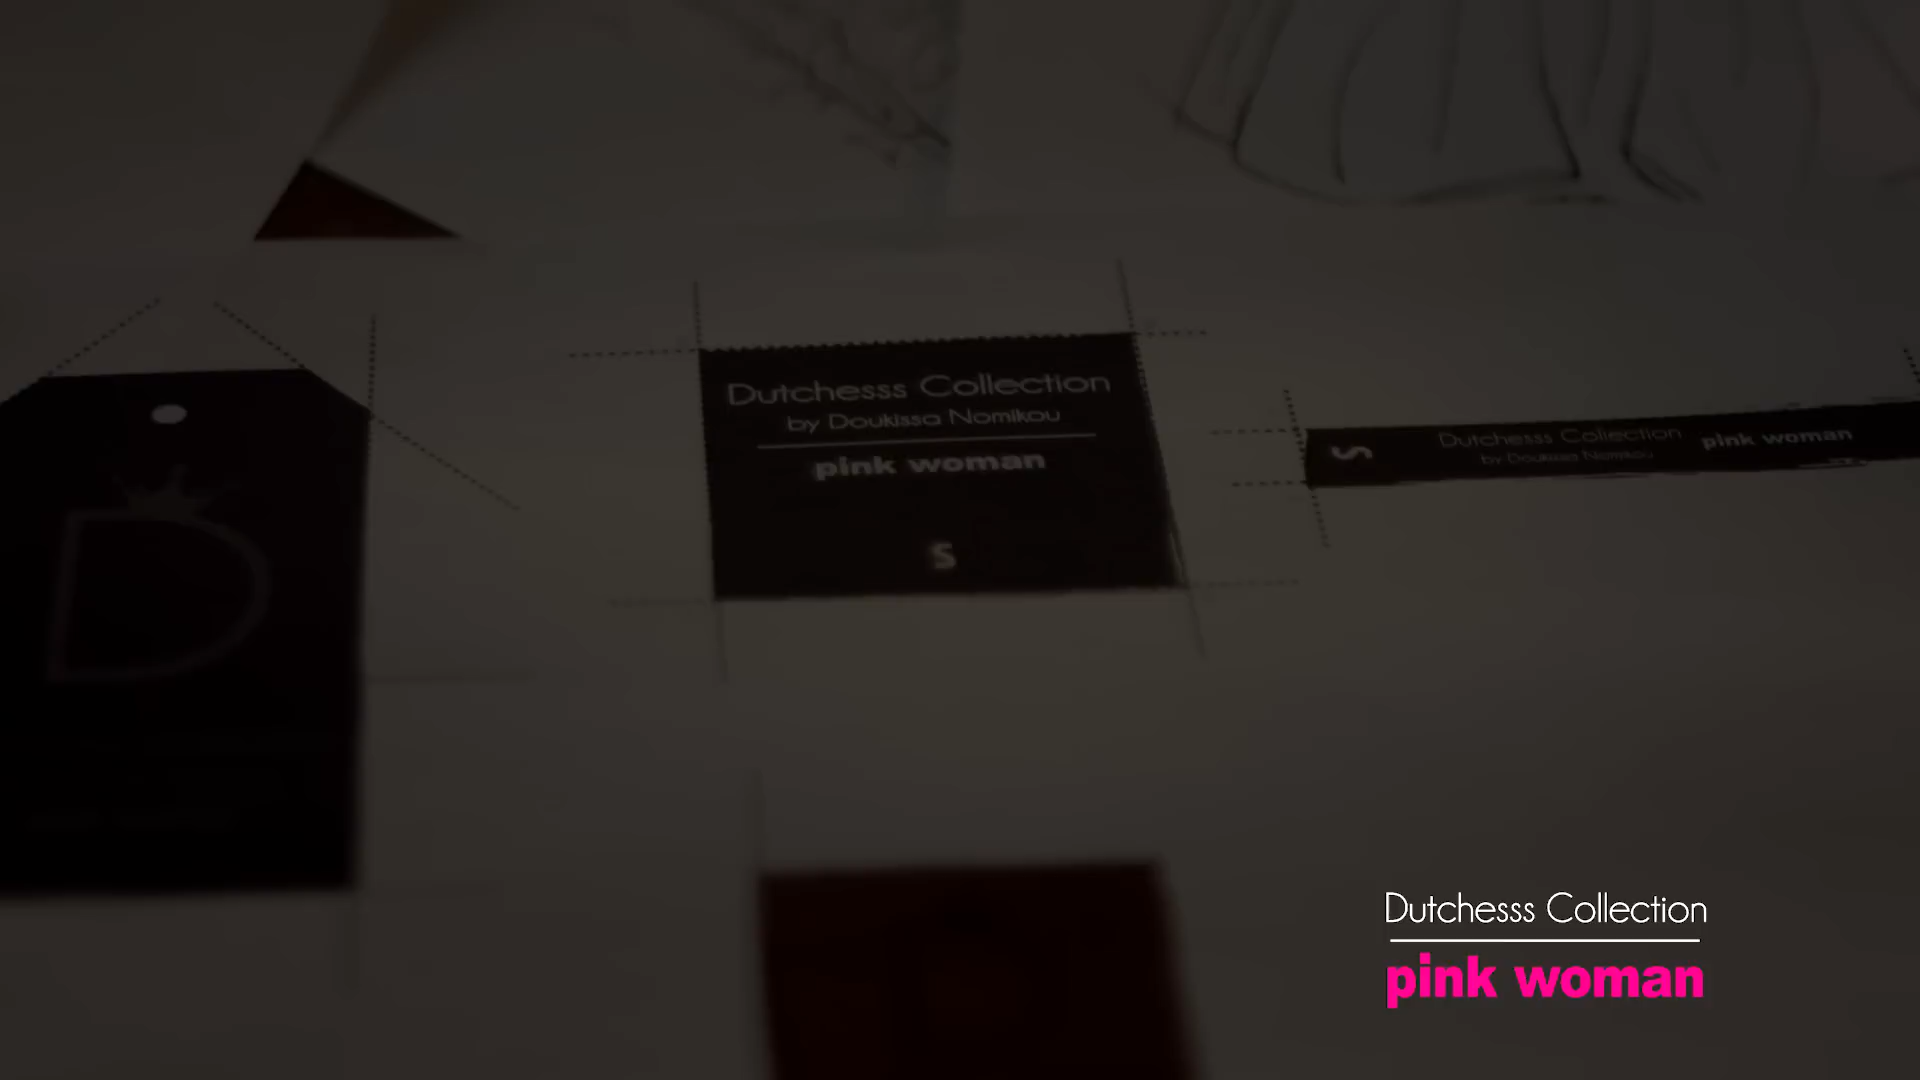 D
Dutchesss Collection
by Doukissa Nomikou
pink woman
S
S
Dutchesss Collection
by Doukissa Nomikou
pink woman
Dutchesss Collection
pink woman